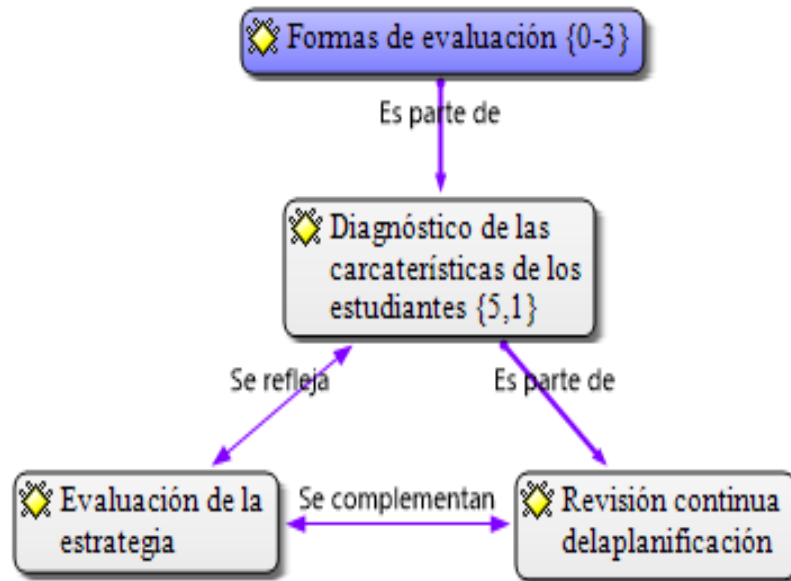 Formas de evaluación {0-3}
Es parte de
Diagnóstico de las
carcaterísticas de los
estudiantes {5,1}
Se refleja
Es parte de
Evaluación de la
estrategia
Se complementan
Revisión continua
delaplanificación